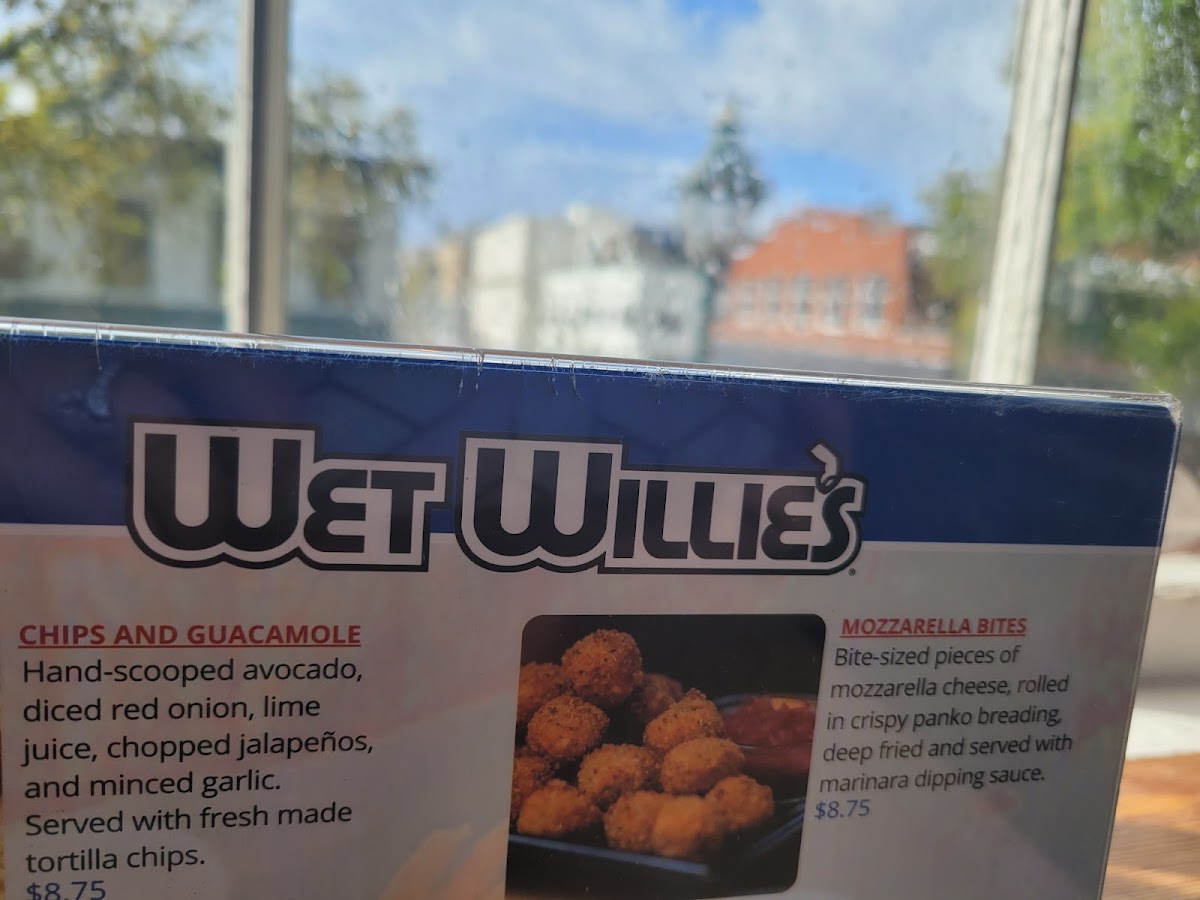 WET WILLIE'S
CHIPS AND GUACAMOLE
Hand-scooped avocado,
diced red onion, lime
juice, chopped jalapeños,
and minced garlic.
Served with fresh made
tortilla chips.
$8.75
MOZZARELLA BITES
Bite-sized pieces of
mozzarella cheese, rolled
in crispy panko breading,
deep fried and served with
marinara dipping sauce.
$8.75